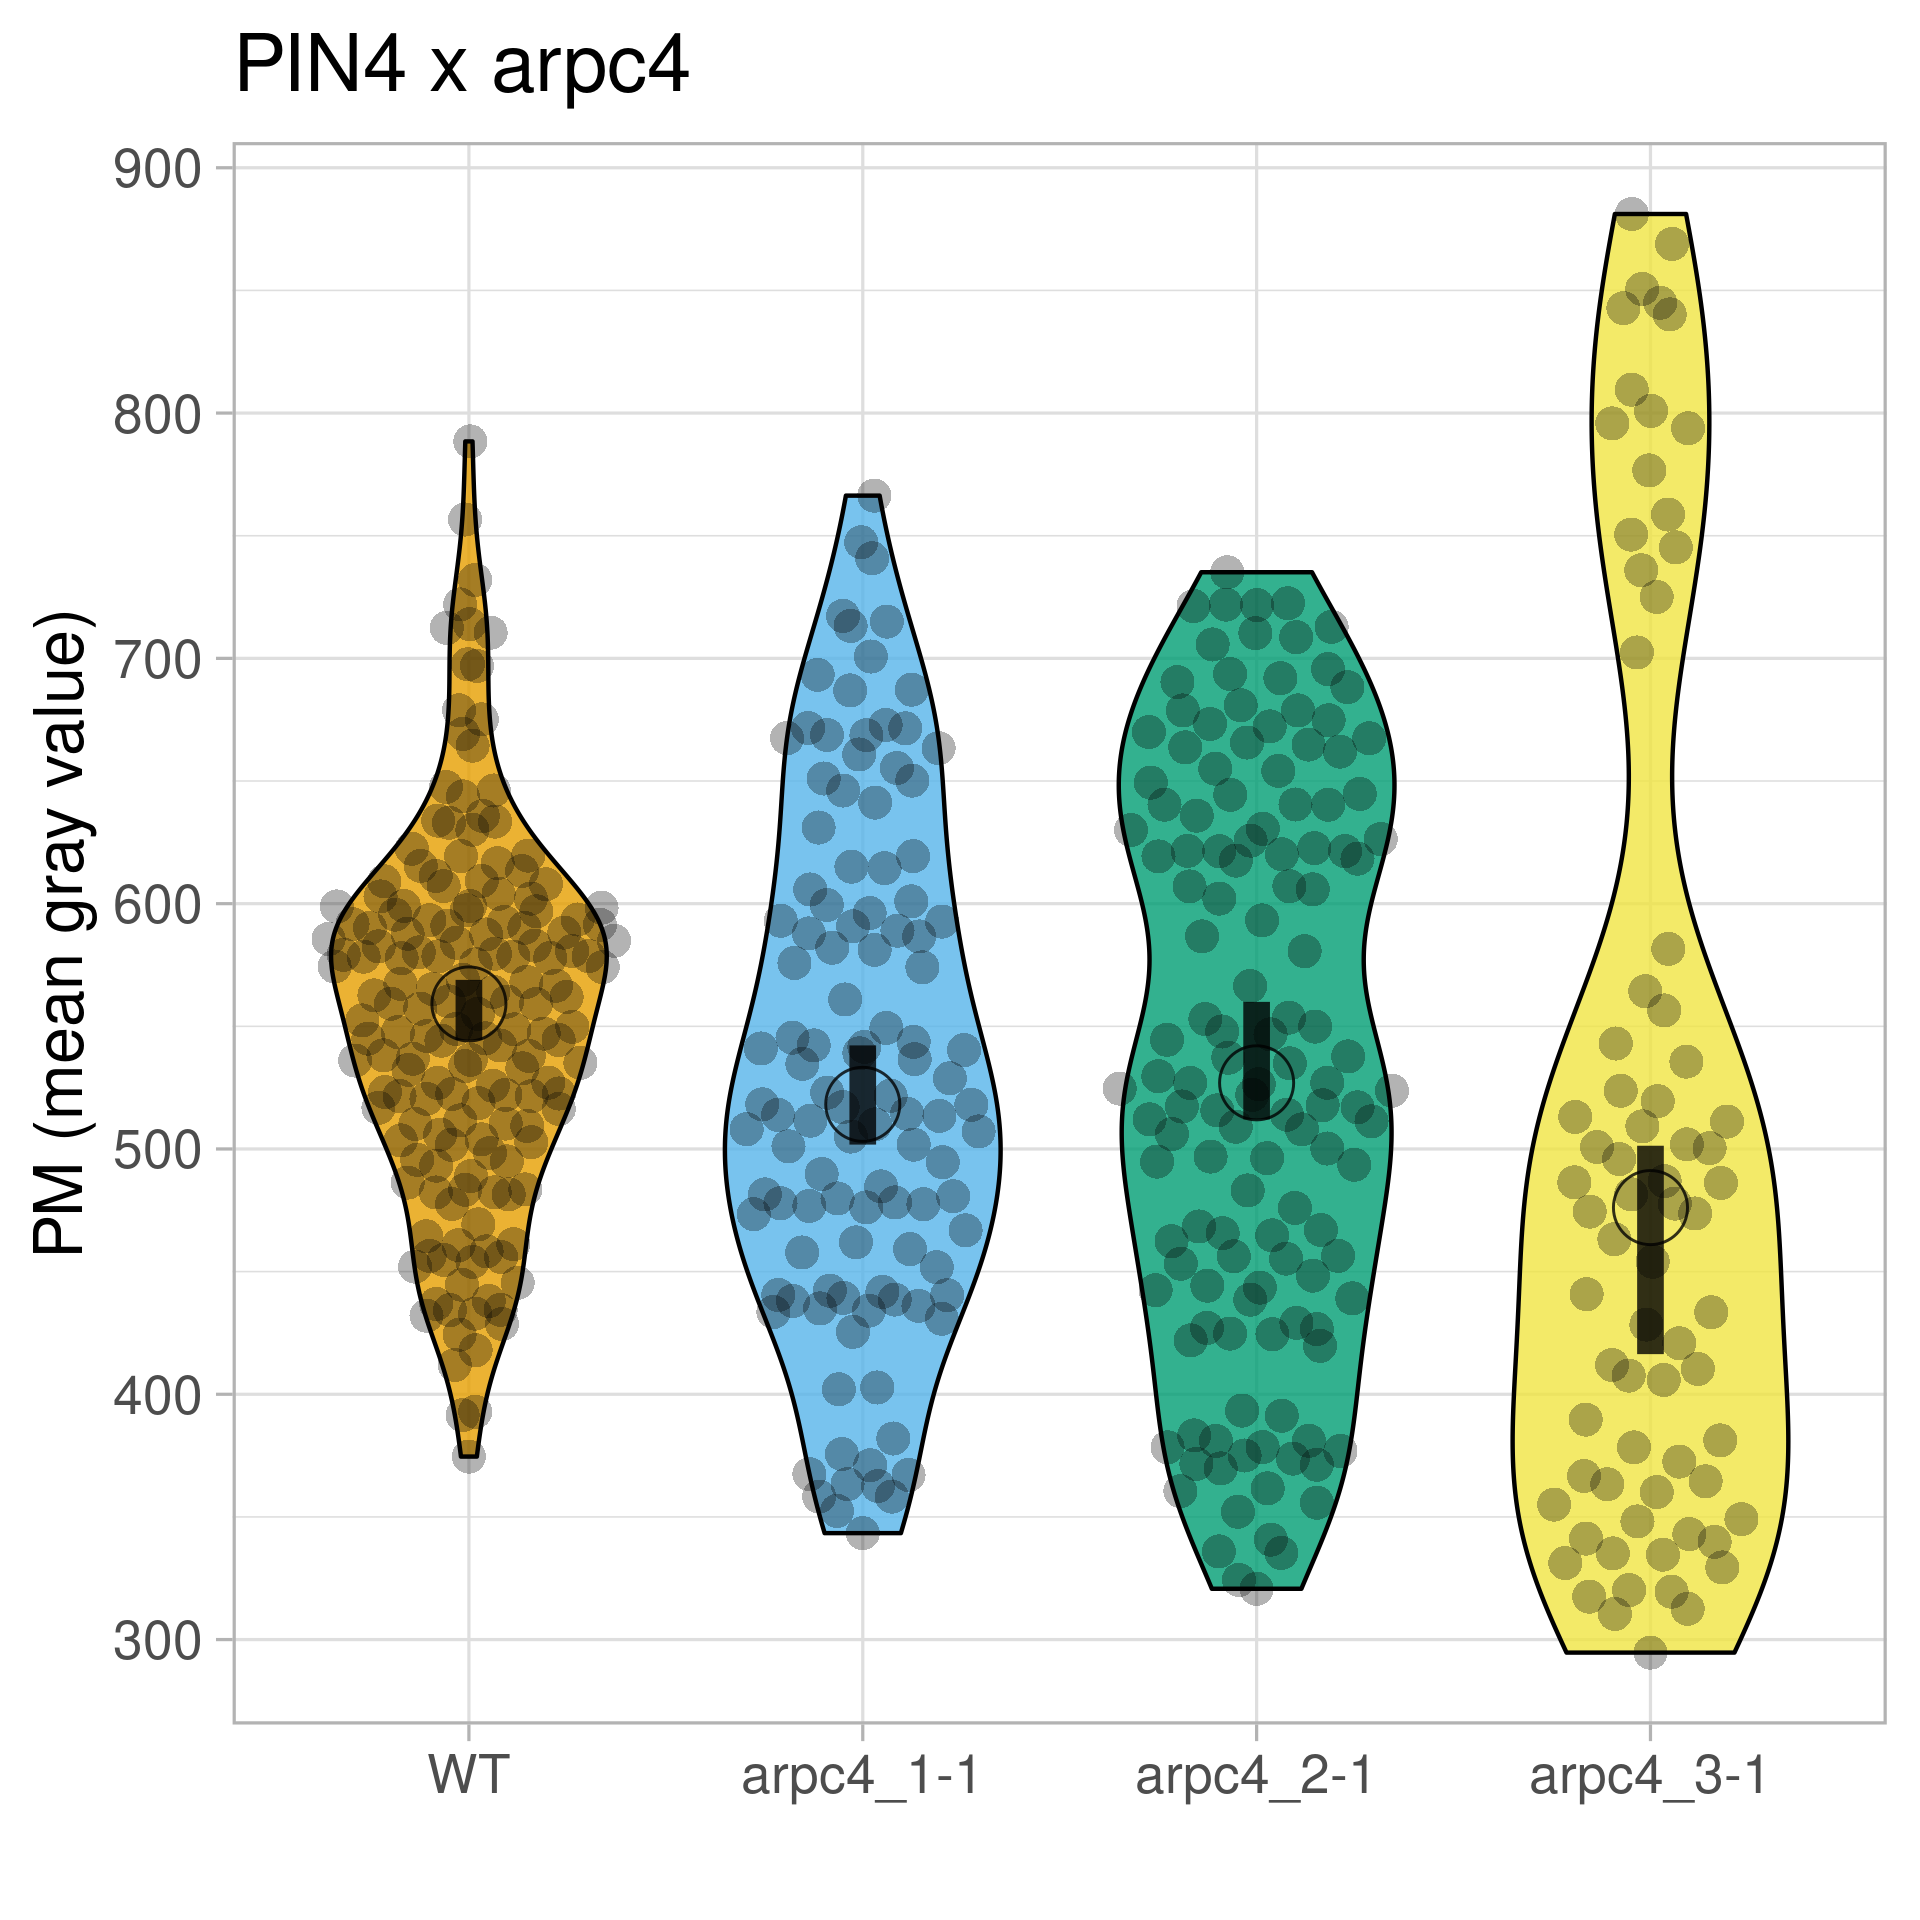 PIN4 x arpc4
PM (mean gray value)
900
800
700
600
500
400
300
WT
arpc4_1-1
arpc4_2-1
arpc4_3-1